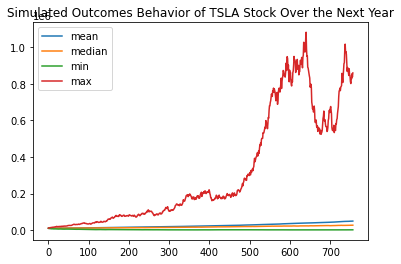 Simulated Outcomes Behavior of TSLA Stock Over the Next Year
mean
median
min
max
1.0
0.8
0.6
0.4
0.2
0.0
0 100 200 300 400 500 600 700